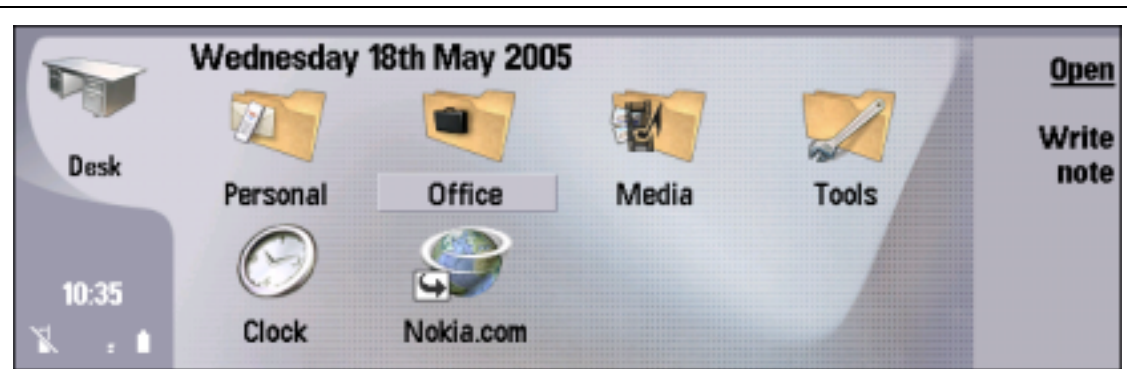 Wednesday 18th May 2005
Desk
Personal
Office
Media
Tools
Clock
Nokia.com
10:35
Open
Write
note